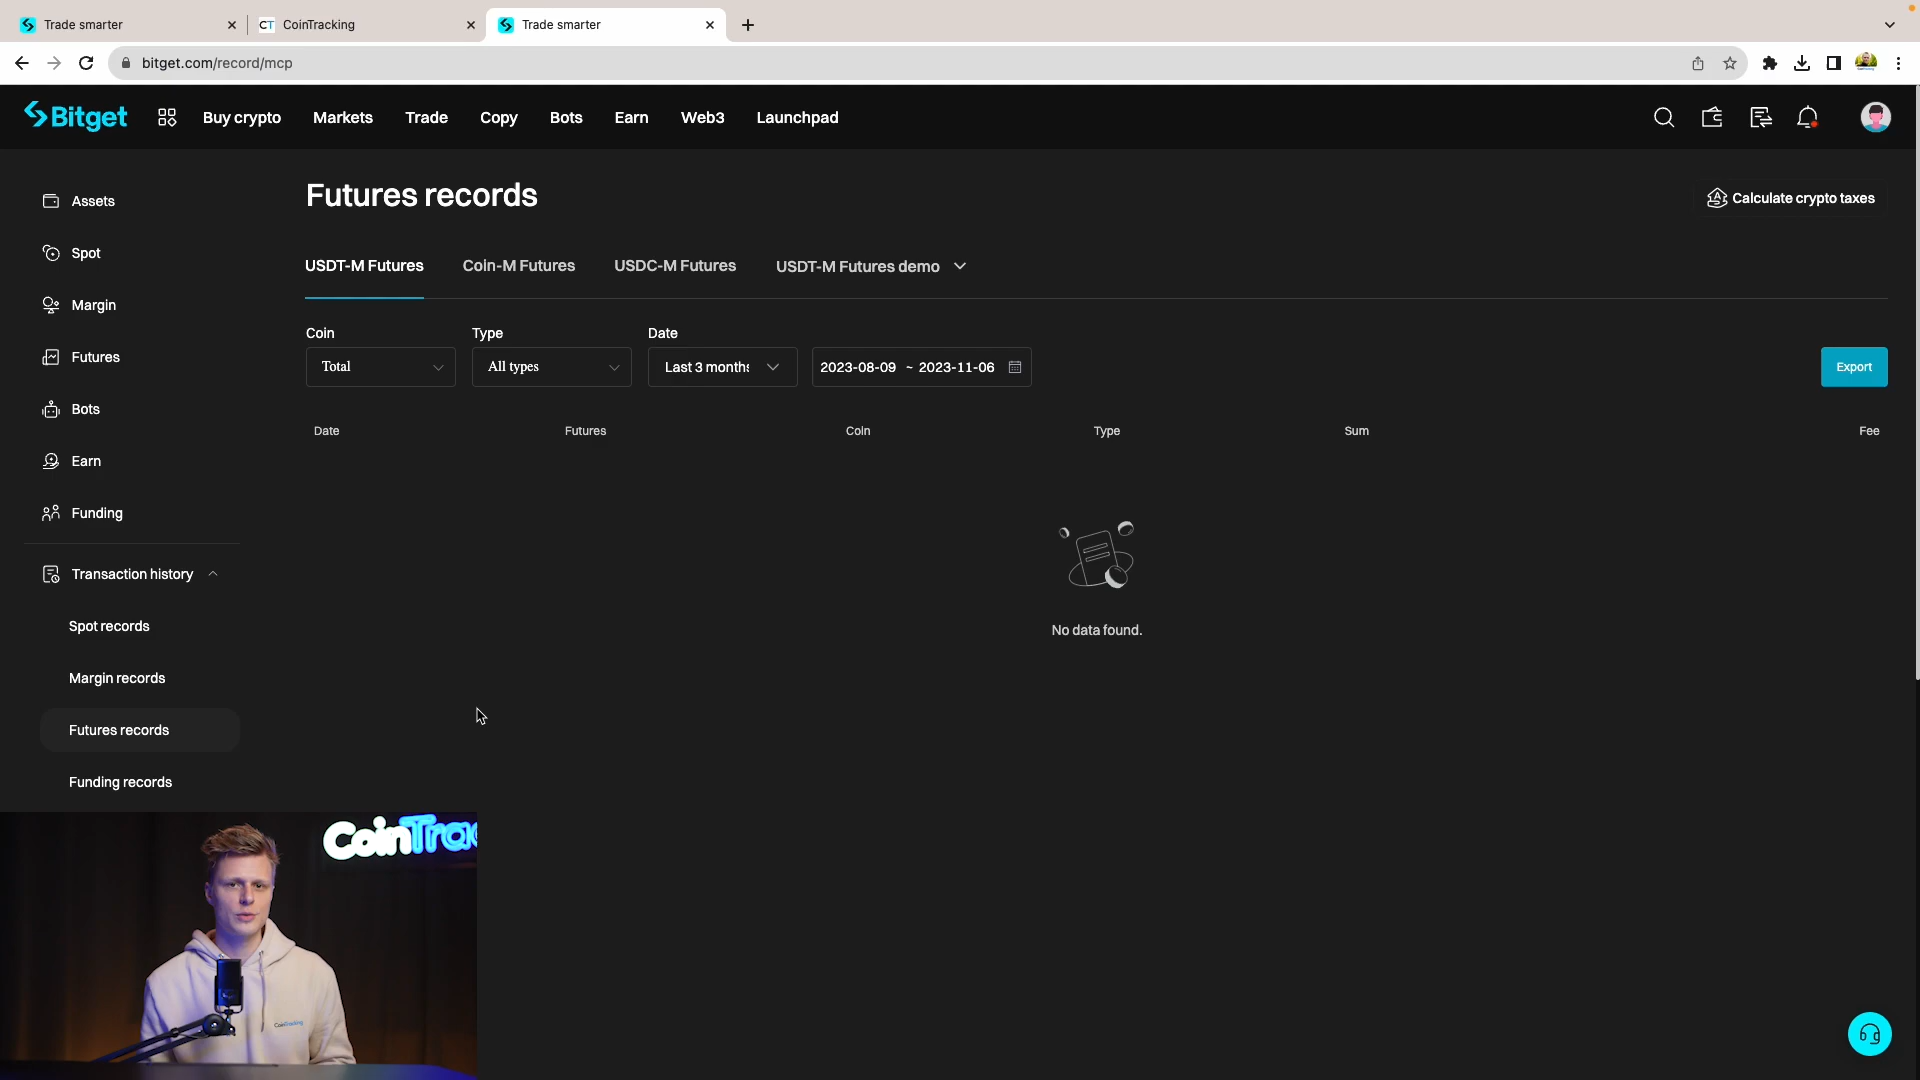 Trade smarter
CT CoinTracking
Trade smarter
bitget.com/record/mcp
Bitget
Buy crypto
Markets
Trade
Copy
Bots
Earn
Web3
Launchpad
Assets
Spot
Margin
Futures
Bots
Earn
Funding
Transaction history
Spot records
Margin records
Futures records
Funding records
Futures records
Calculate crypto taxes
USDT-M Futures
Coin-M Futures
USDC-M Futures
USDT-M Futures demo
Coin
Type
Date
Total
All types
Last 3 months
2023-08-09 ~ 2023-11-06
Export
Date
Futures
Coin
Type
Sum
Fee
No data found.
CoinTrac
CoinTracking